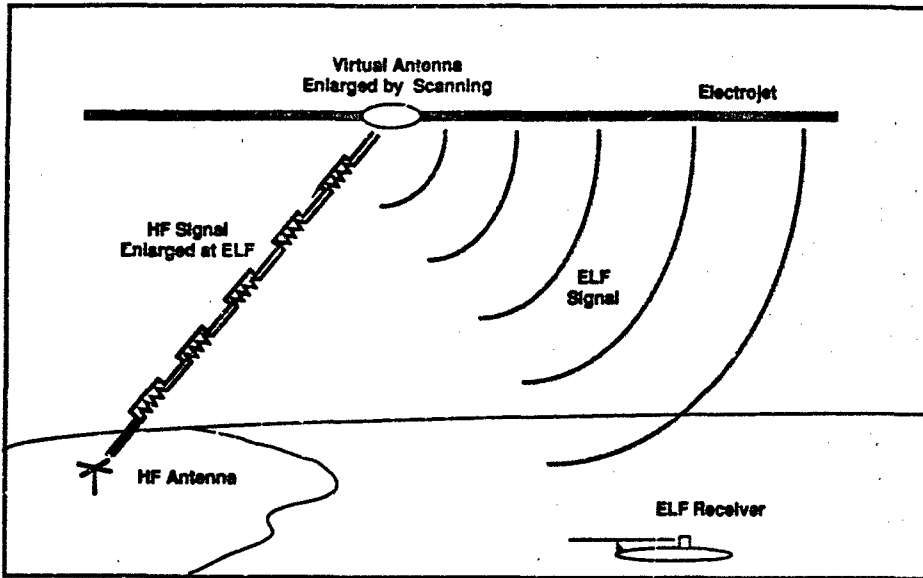 Virtual Antenna
Enlarged by Scanning
Electrojet
HF Signal
Enlarged at ELF
ELF
Signal
HF Antenna
ELF Receiver